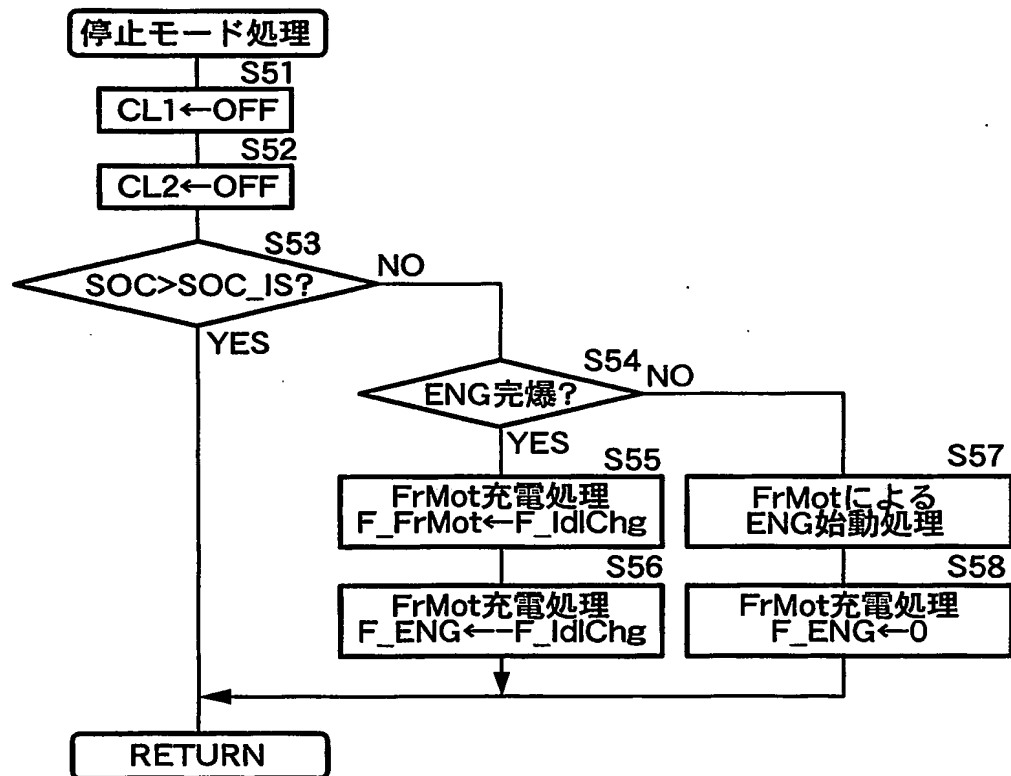 停止モード処理
S51
CL1←OFF
S52
CL2←OFF
S53
SOC>SOC_IS?
NO
YES
S54
ENG完爆?
NO
YES
S55
FrMot充電処理
F_FrMot←F_IdlChg
S56
FrMot充電処理
F_ENG←−F_IdlChg
S57
FrMotによる
ENG始動処理
S58
FrMot充電処理
F_ENG←0
RETURN